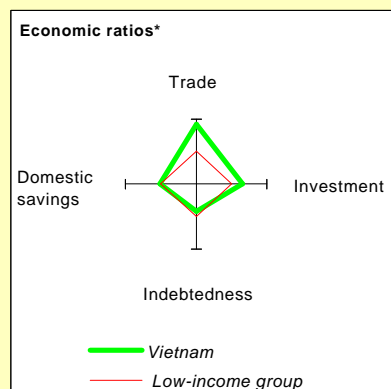 Economic ratios*
Trade
Domestic
savings
Investment
Indebtedness
Vietnam
Low-income group